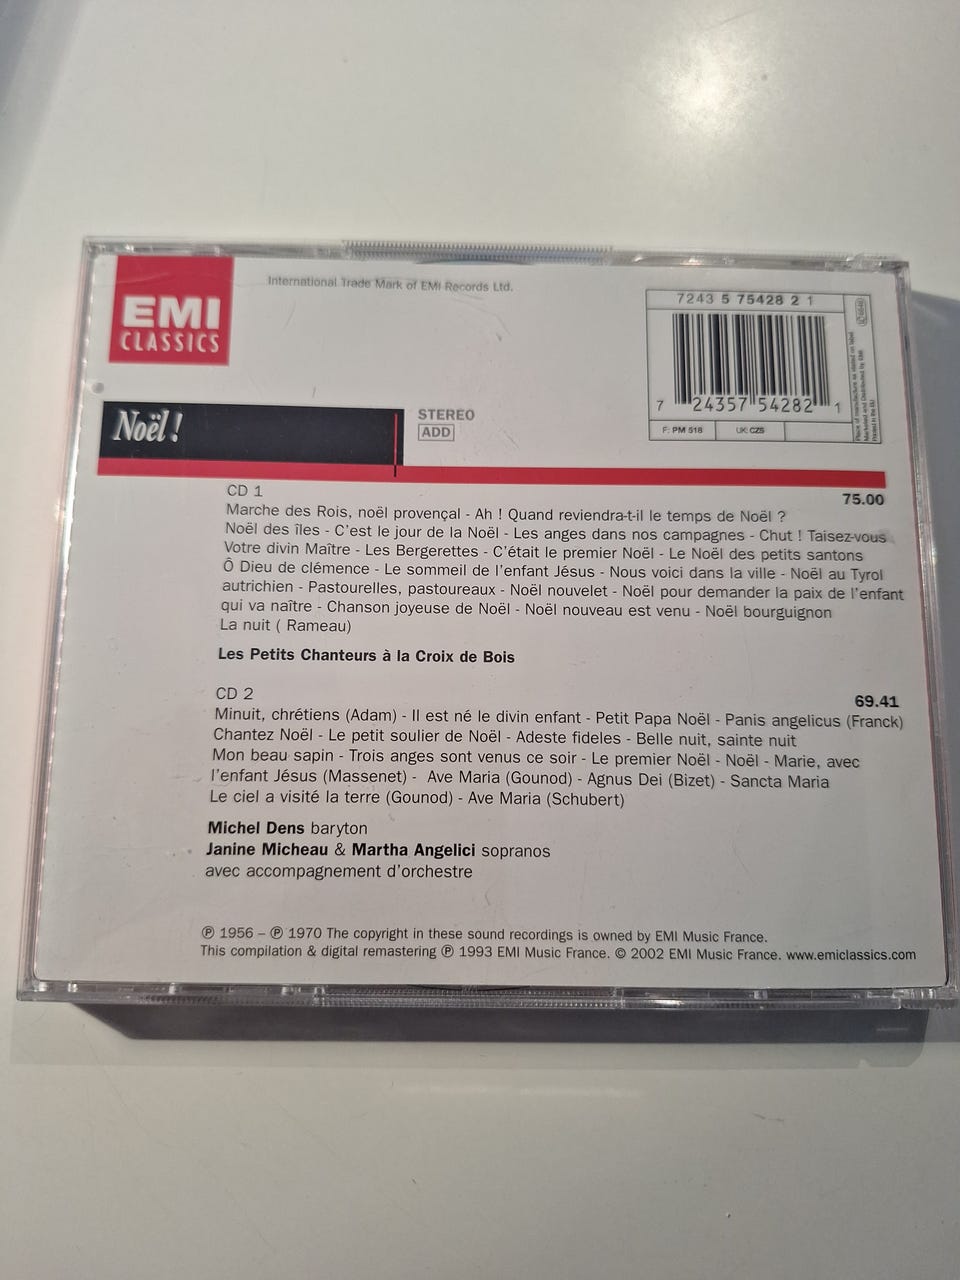 EMI
CLASSICS
International Trade Mark of EMI Records Ltd.
7243 5 75428 2 1
7 24357 54282 1
F: PM 518
UK: CZS
Marketed and Distributed by EMI
Printed in the EU
Noël !
STEREO
ADD
CD 1
75.00
Marche des Rois, noël provençal - Ah ! Quand reviendra-t-il le temps de Noël ?
Noël des îles - C'est le jour de la Noël - Les anges dans nos campagnes - Chut ! Taisez-vous
Votre divin Maître - Les Bergerettes - C'était le premier Noël - Le Noël des petits santons
Ô Dieu de clémence - Le sommeil de l'enfant Jésus - Nous voici dans la ville - Noël au Tyrol
autrichien - Pastourelles, pastoureaux - Noël nouvelet - Noël pour demander la paix de l'enfant
qui va naître - Chanson joyeuse de Noël - Noël nouveau est venu - Noël bourguignon
La nuit ( Rameau)
Les Petits Chanteurs à la Croix de Bois
CD 2
69.41
Minuit, chrétiens (Adam) - Il est né le divin enfant - Petit Papa Noël - Panis angelicus (Franck)
Chantez Noël - Le petit soulier de Noël - Adeste fideles - Belle nuit, sainte nuit
Mon beau sapin - Trois anges sont venus ce soir - Le premier Noël - Noël - Marie, avec
l'enfant Jésus (Massenet) - Ave Maria (Gounod) - Agnus Dei (Bizet) - Sancta Maria
Le ciel a visité la terre (Gounod) - Ave Maria (Schubert)
Michel Dens baryton
Janine Micheau & Martha Angelici sopranos
avec accompagnement d'orchestre
℗ 1956 – ℗ 1970 The copyright in these sound recordings is owned by EMI Music France.
This compilation & digital remastering ℗ 1993 EMI Music France. © 2002 EMI Music France. www.emiclassics.com